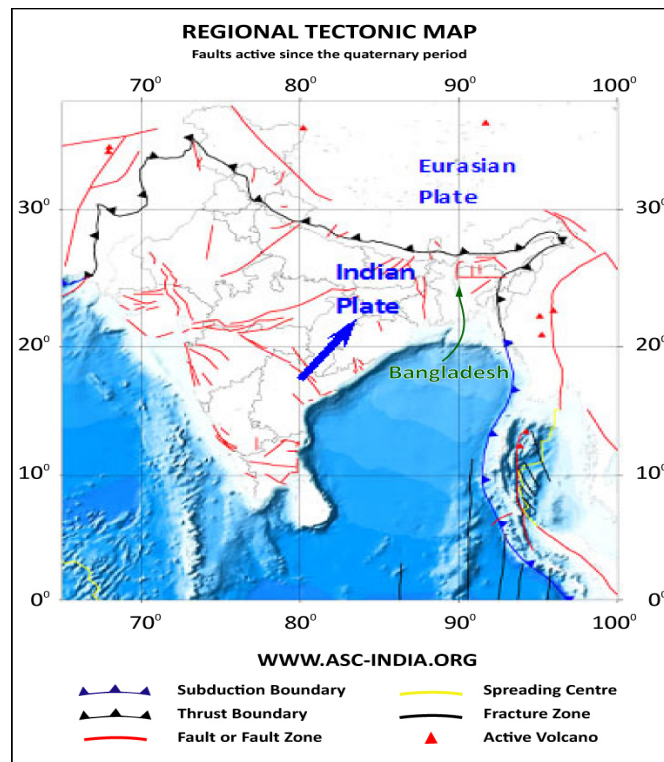 REGIONAL TECTONIC MAP
Faults active since the quaternary period
70⁰ 80⁰ 90⁰ 100⁰
Eurasian
Plate
30⁰ 30⁰
Indian
Plate
20⁰ 20⁰
Bangladesh
10⁰ 10⁰
0⁰ 0⁰
70⁰ 80⁰ 90⁰ 100⁰
WWW.ASC-INDIA.ORG
Subduction Boundary Spreading Centre
Thrust Boundary Fracture Zone
Fault or Fault Zone Active Volcano